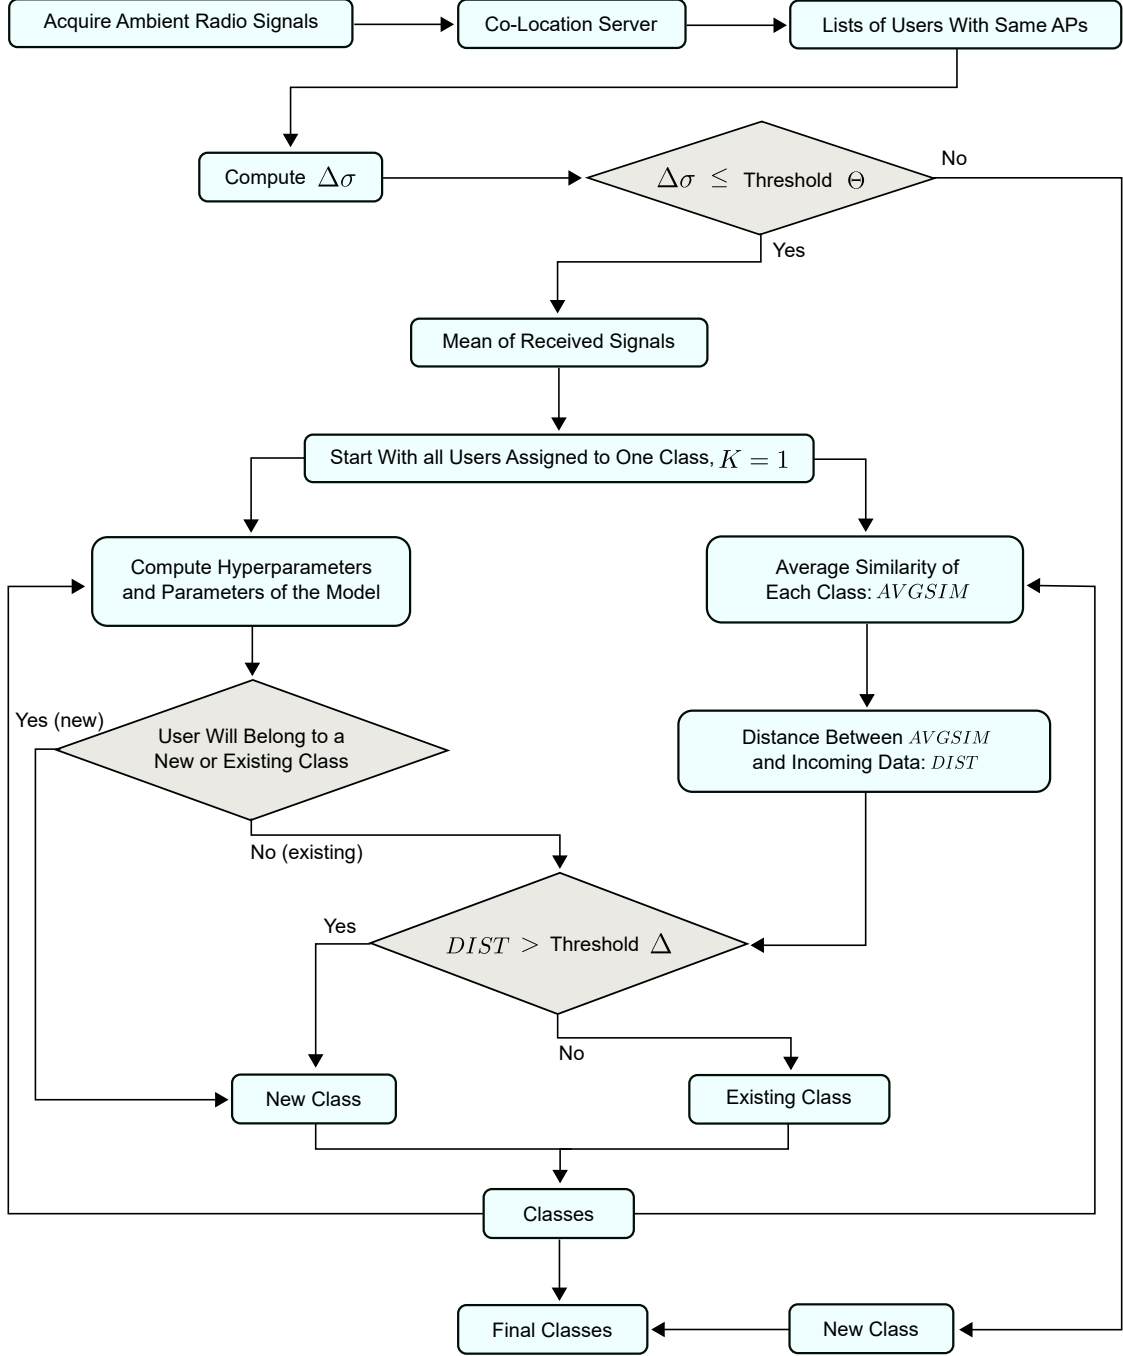 Acquire Ambient Radio Signals
Co-Location Server
Lists of Users With Same APs
Compute Δσ
Δσ ≤ Threshold Θ
No
Yes
Mean of Received Signals
Start With all Users Assigned to One Class, K = 1
Compute Hyperparameters
and Parameters of the Model
Average Similarity of
Each Class: AVGSIM
Yes (new)
User Will Belong to a
New or Existing Class
Distance Between AVGSIM
and Incoming Data: DIST
No (existing)
Yes
DIST > Threshold Δ
No
New Class
Existing Class
Classes
Final Classes
New Class